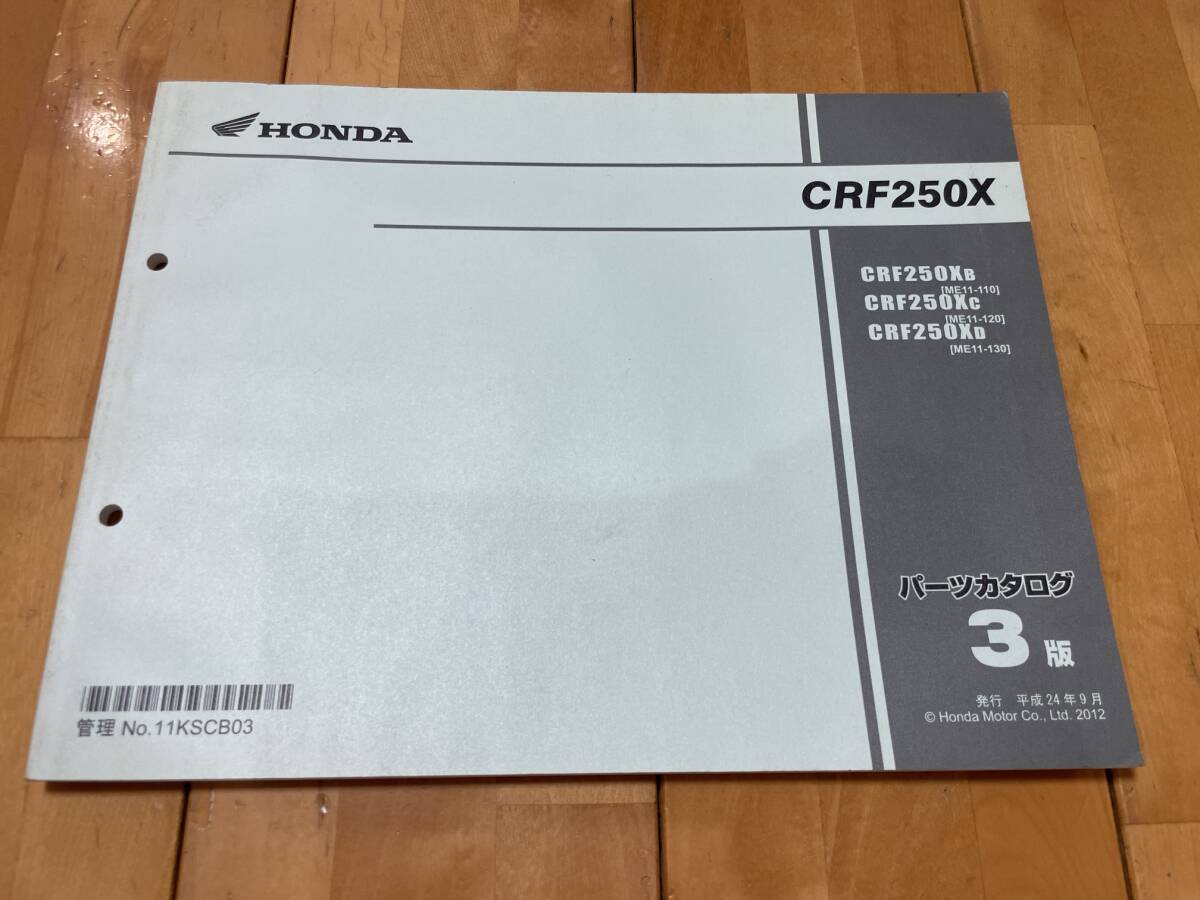 HONDA
CRF250X
CRF250XB
[ME11-110]
CRF250XC
[ME11-120]
CRF250XD
[ME11-130]
パーツカタログ
3版
発行 平成24年9月
© Honda Motor Co., Ltd. 2012
管理 No.11KSCB03